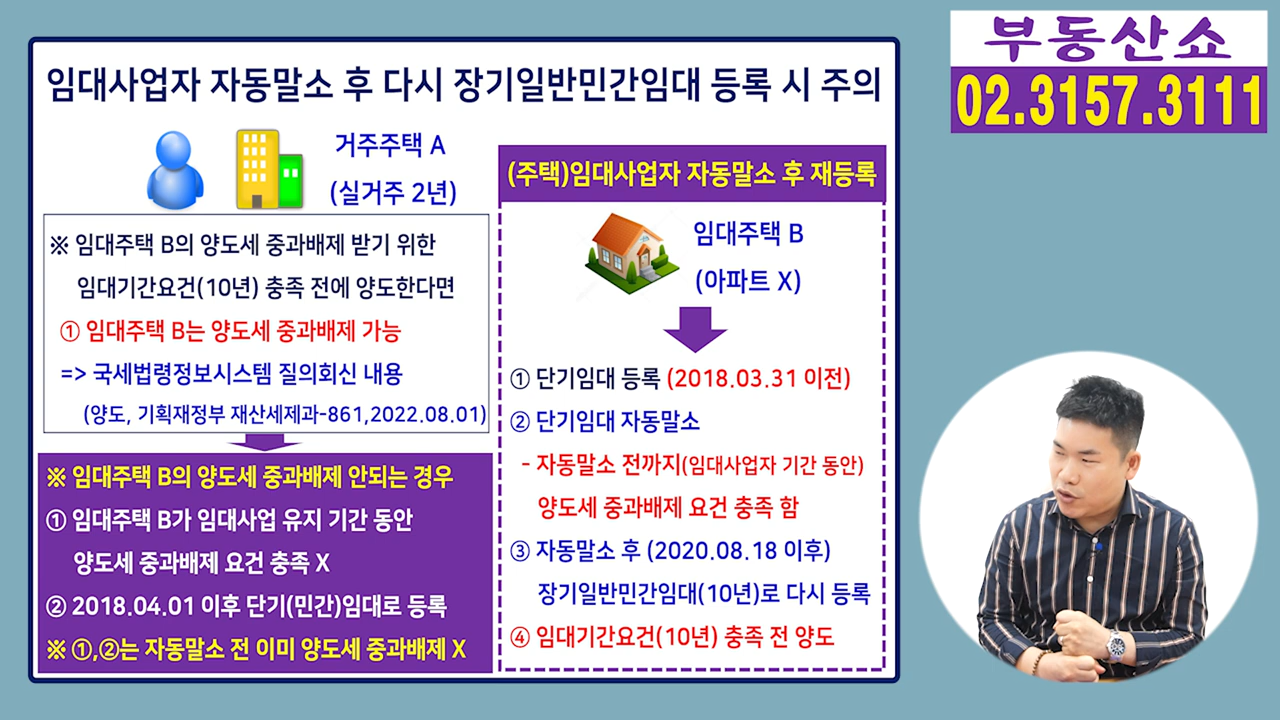 임대사업자 자동말소 후 다시 장기일반민간임대 등록 시 주의
부동산쇼
02.3157.3111
거주주택 A
(실거주 2년)
※ 임대주택 B의 양도세 중과배제 받기 위한
임대기간요건(10년) 충족 전에 양도한다면
① 임대주택 B는 양도세 중과배제 가능
=> 국세법령정보시스템 질의회신 내용
(양도, 기획재정부 재산세제과-861,2022.08.01)
※ 임대주택 B의 양도세 중과배제 안되는 경우
① 임대주택 B가 임대사업 유지 기간 동안
양도세 중과배제 요건 충족 X
② 2018.04.01 이후 단기(민간)임대로 등록
※ ①,②는 자동말소 전 이미 양도세 중과배제 X
(주택)임대사업자 자동말소 후 재등록
임대주택 B
(아파트 X)
① 단기임대 등록 (2018.03.31 이전)
② 단기임대 자동말소
- 자동말소 전까지(임대사업자 기간 동안)
양도세 중과배제 요건 충족 함
③ 자동말소 후 (2020.08.18 이후)
장기일반민간임대(10년)로 다시 등록
④ 임대기간요건(10년) 충족 전 양도